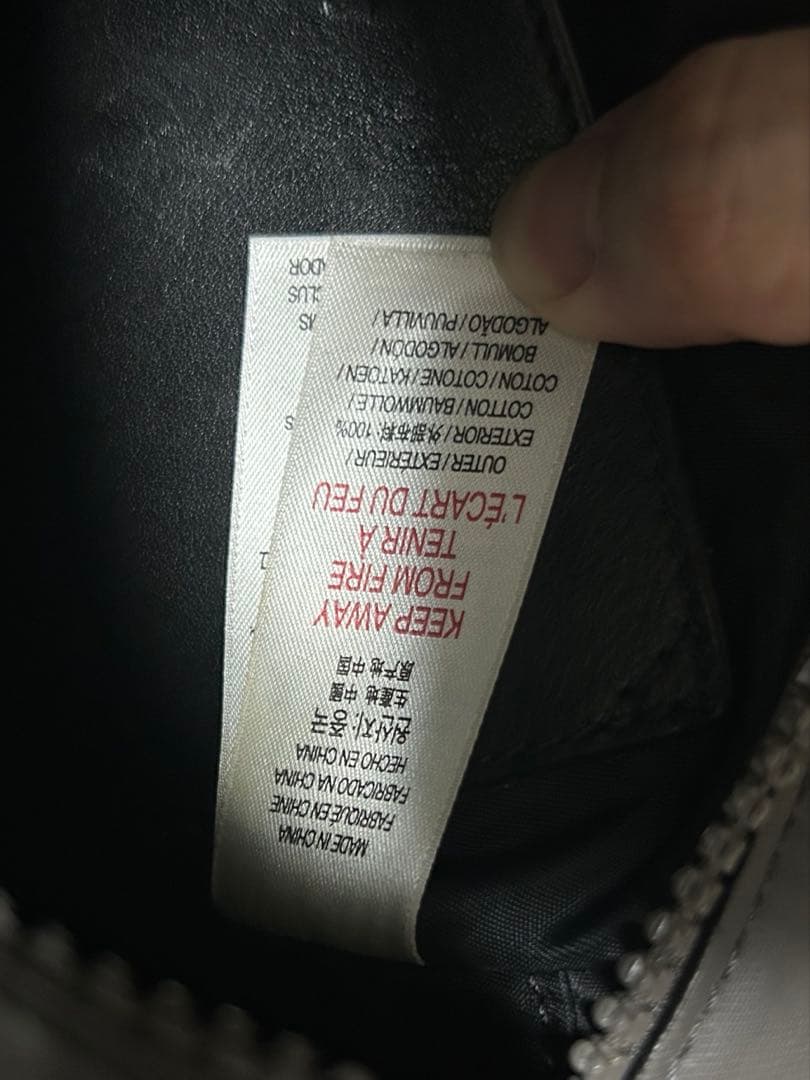 MADE IN CHINA
FABRIQUÉ EN CHINE
FABRICADO NA CHINA
HECHO EN CHINA
원산지: 중국
生產地 中國
原产地 中国
KEEP AWAY
FROM FIRE
TENIR À
L'ÉCART DU FEU
OUTER / EXTERIEUR /
EXTERIOR / 外部布料: 100%
COTTON / BAUMWOLLE /
COTON / COTONE / KATOEN /
BOMULL / ALGODÓN /
ALGODÃO / PUUVILLA /